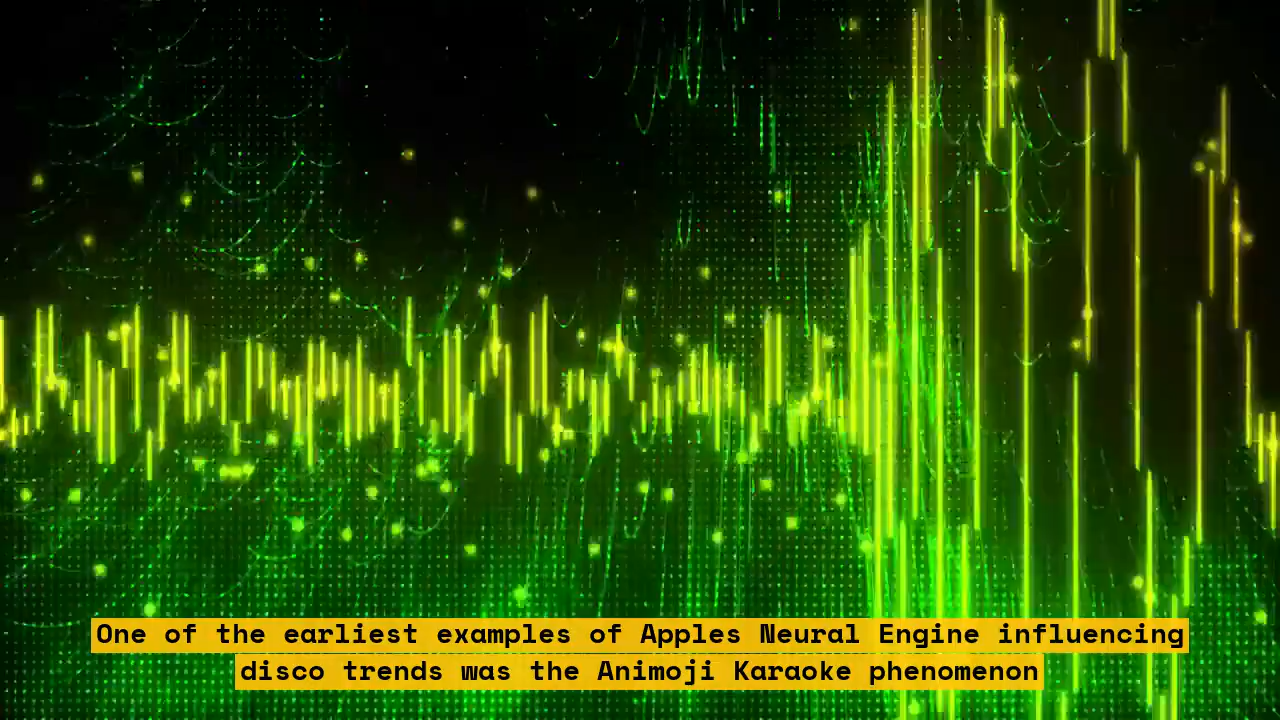 One of the earliest examples of Apples Neural Engine influencing
disco trends was the Animoji Karaoke phenomenon